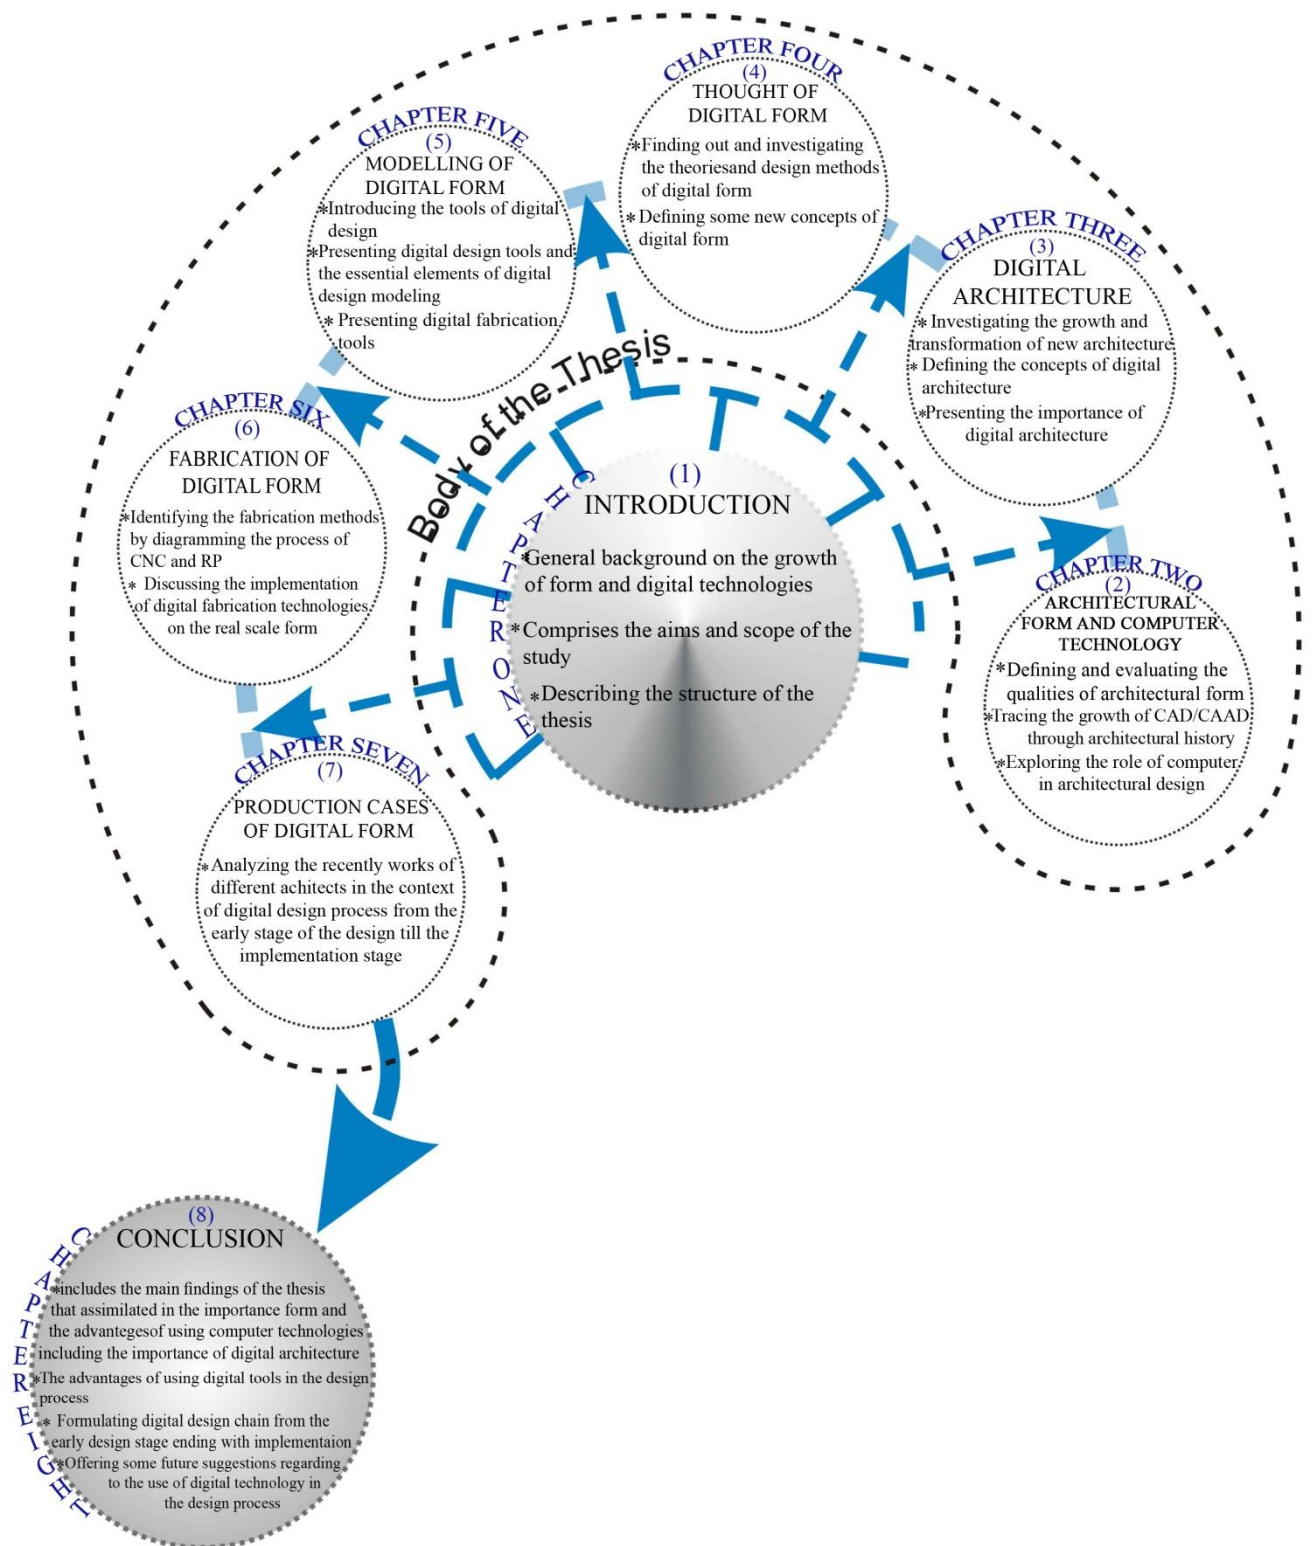 CHAPTER FOUR
(4)
THOUGHT OF
DIGITAL FORM
*Finding out and investigating
the theoriesand design methods
of digital form
* Defining some new concepts of
digital form
CHAPTER FIVE
(5)
MODELLING OF
DIGITAL FORM
*Introducing the tools of digital
design
*Presenting digital design tools and
the essential elements of digital
design modeling
* Presenting digital fabrication
tools
CHAPTER THREE
(3)
DIGITAL
ARCHITECTURE
* Investigating the growth and
transformation of new architecture
* Defining the concepts of digital
architecture
*Presenting the importance of
digital architecture
Body of the Thesis
CHAPTER SIX
(6)
FABRICATION OF
DIGITAL FORM
*Identifying the fabrication methods
by diagramming the process of
CNC and RP
* Discussing the implementation
of digital fabrication technologies
on the real scale form
CHAPTER ONE
(1)
INTRODUCTION
*General background on the growth
of form and digital technologies
*Comprises the aims and scope of the
study
*Describing the structure of the
thesis
CHAPTER TWO
(2)
ARCHITECTURAL
FORM AND COMPUTER
TECHNOLOGY
*Defining and evaluating the
qualities of architectural form
*Tracing the growth of CAD/CAAD
through architectural history
*Exploring the role of computer
in architectural design
CHAPTER SEVEN
(7)
PRODUCTION CASES
OF DIGITAL FORM
*Analyzing the recently works of
different achitects in the context
of digital design process from the
early stage of the design till the
implementation stage
CHAPTER EIGHT
(8)
CONCLUSION
*includes the main findings of the thesis
that assimilated in the importance form and
the advantegesof using computer technologies
including the importance of digital architecture
*The advantages of using digital tools in the design
process
* Formulating digital design chain from the
early design stage ending with implementaion
*Offering some future suggestions regarding
to the use of digital technology in
the design process